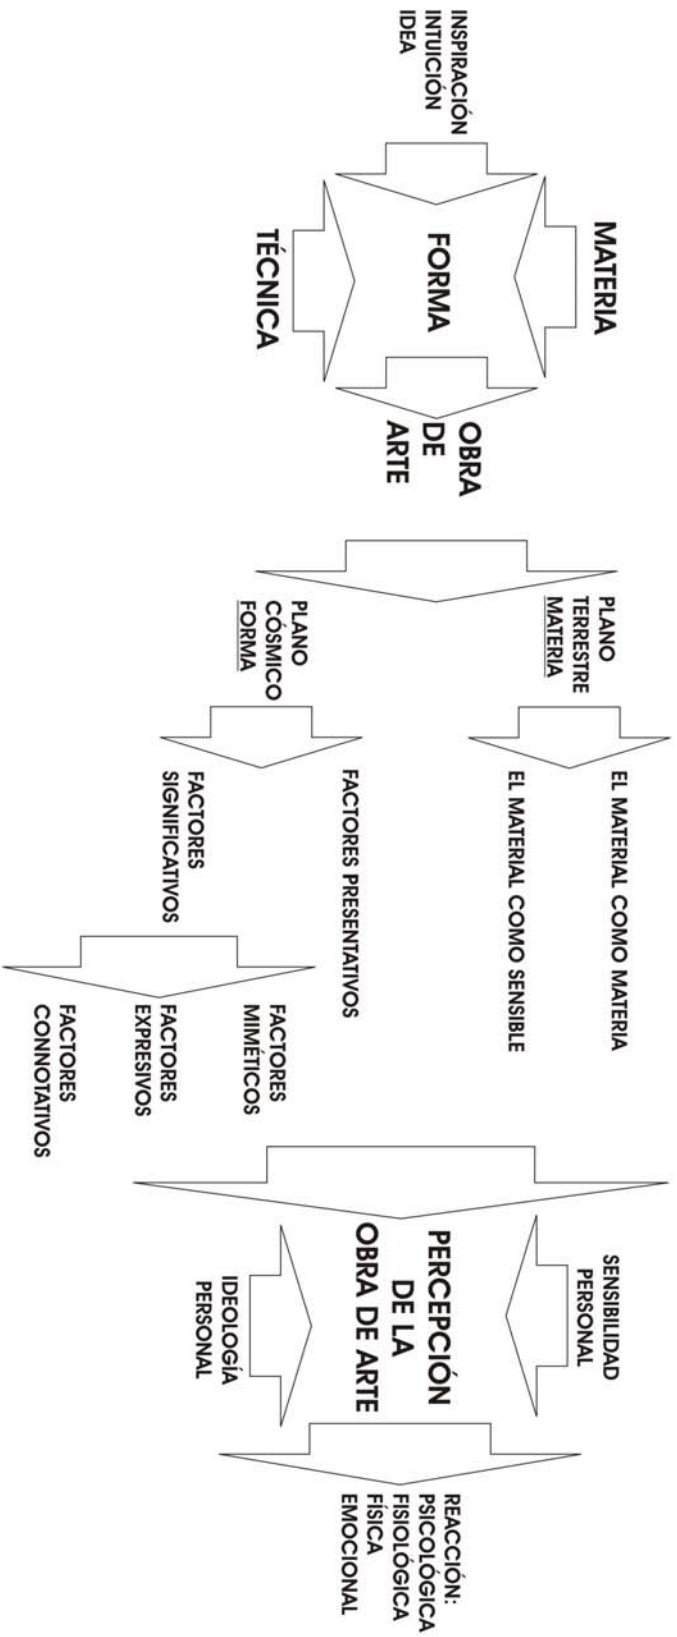 INSPIRACIÓN
INTUICIÓN
IDEA
MATERIA
FORMA
TÉCNICA
OBRA
DE
ARTE
PLANO
TERRESTRE
MATERIA
PLANO
CÓSMICO
FORMA
EL MATERIAL COMO MATERIA
EL MATERIAL COMO SENSIBLE
FACTORES PRESENTATIVOS
FACTORES
SIGNIFICATIVOS
FACTORES
MIMÉTICOS
FACTORES
EXPRESIVOS
FACTORES
CONNOTATIVOS
SENSIBILIDAD
PERSONAL
PERCEPCIÓN
DE LA
OBRA DE ARTE
IDEOLOGÍA
PERSONAL
REACCIÓN:
PSICOLÓGICA
FISIOLÓGICA
FÍSICA
EMOCIONAL